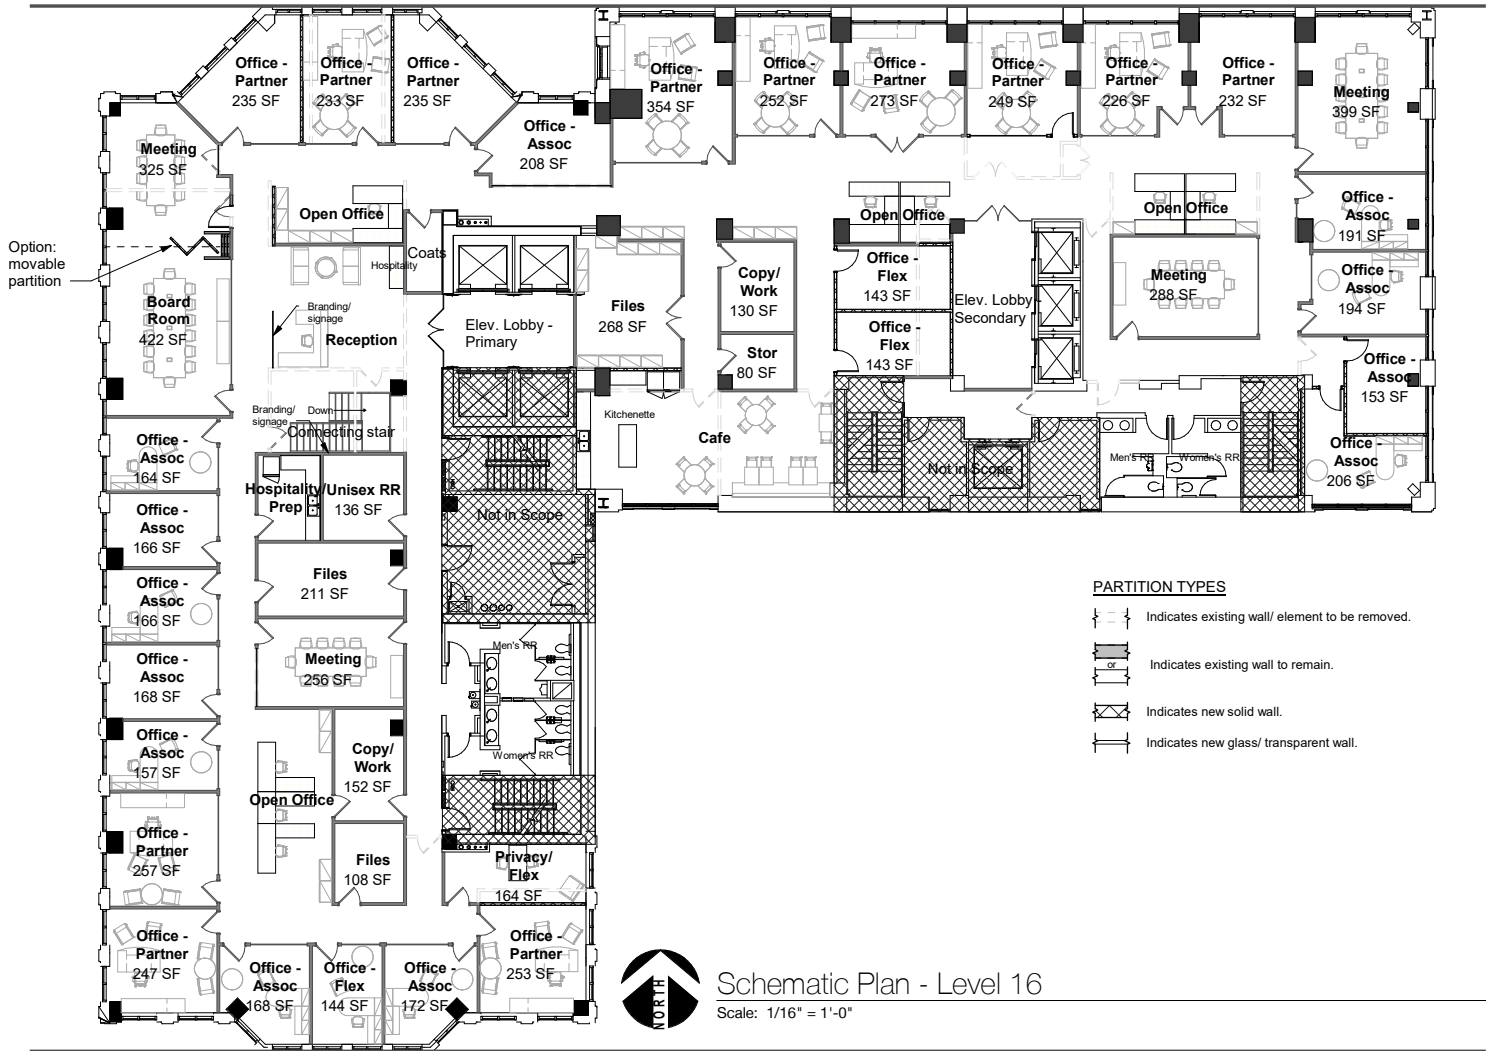 Office -
Partner
235 SF
Office -
Partner
233 SF
Office -
Partner
235 SF
Office -
Assoc
208 SF
Office -
Partner
354 SF
Office -
Partner
252 SF
Office -
Partner
273 SF
Office -
Partner
249 SF
Office -
Partner
226 SF
Office -
Partner
232 SF
Meeting
399 SF
Meeting
325 SF
Open Office
Coats
Hospitality
Open Office
Open Office
Office -
Assoc
191 SF
Option:
movable
partition
Board
Room
422 SF
Branding/
signage
Reception
Elev. Lobby -
Primary
Files
268 SF
Copy/
Work
130 SF
Stor
80 SF
Office -
Flex
143 SF
Office -
Flex
143 SF
Elev. Lobby
Secondary
Meeting
288 SF
Office -
Assoc
194 SF
Office -
Assoc
153 SF
Branding/
signage
Down
Connecting stair
Kitchenette
Cafe
Not in Scope
Men's RR
Women's RR
Office -
Assoc
206 SF
Office -
Assoc
164 SF
Hospitality/
Prep
Unisex RR
136 SF
Not in Scope
Office -
Assoc
166 SF
Files
211 SF
Office -
Assoc
166 SF
Meeting
256 SF
Men's RR
Office -
Assoc
168 SF
Women's RR
Office -
Assoc
157 SF
Copy/
Work
152 SF
Open Office
Office -
Partner
257 SF
Files
108 SF
Privacy/
Flex
164 SF
Office -
Partner
247 SF
Office -
Assoc
168 SF
Office -
Flex
144 SF
Office -
Assoc
172 SF
Office -
Partner
253 SF
PARTITION TYPES
Indicates existing wall/ element to be removed.
or
Indicates existing wall to remain.
Indicates new solid wall.
Indicates new glass/ transparent wall.
NORTH
Schematic Plan - Level 16
Scale: 1/16" = 1'-0"